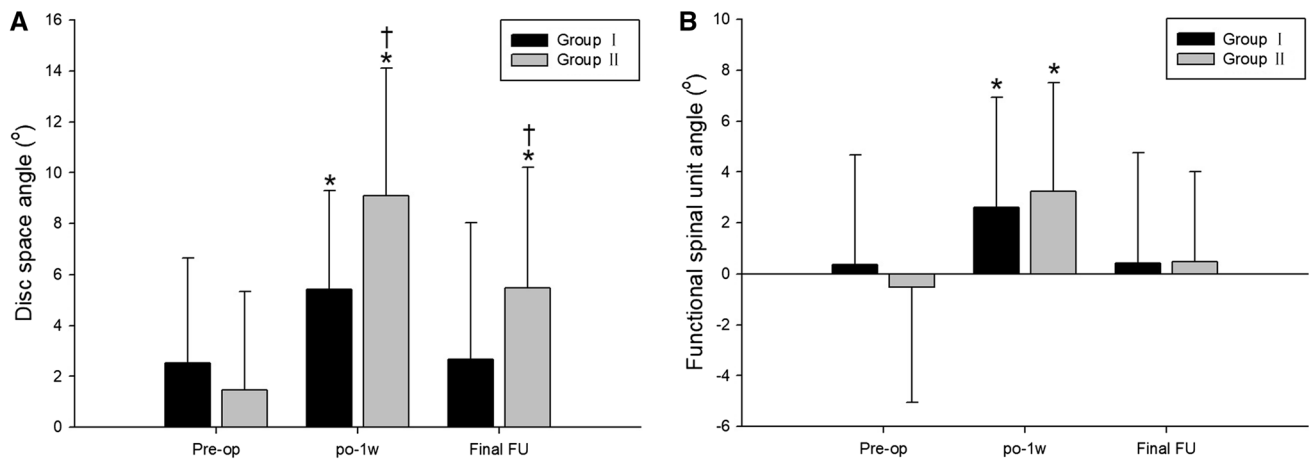 A
Disc space angle (°)
16
14
12
10
8
6
4
2
0
Group Ⅰ
Group Ⅱ
*
†
*
†
*
Pre-op po-1w Final FU
B
Functional spinal unit angle (°)
10
8
6
4
2
0
-2
-4
-6
Group Ⅰ
Group Ⅱ
* *
Pre-op po-1w Final FU